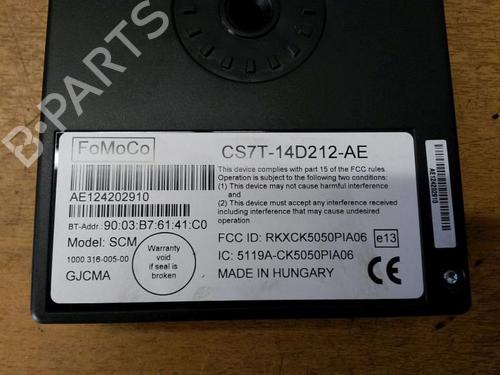 B-PARTS
FoMoCo
CS7T-14D212-AE
AE124202910
This device complies with part 15 of the FCC rules.
Operation is subject to the following two conditions:
(1) This device may not cause harmful interference
and
(2) This device must accept any interference received
including interference that may cause undesired
operation
BT-Addr: 90:03:B7:61:41:C0
Model: SCM
1000 316-005-00
GJCMA
Warranty
void
if seal is
broken
FCC ID: RKXCK5050PIA06
e13
IC: 5119A-CK5050PIA06
MADE IN HUNGARY
AE124202910